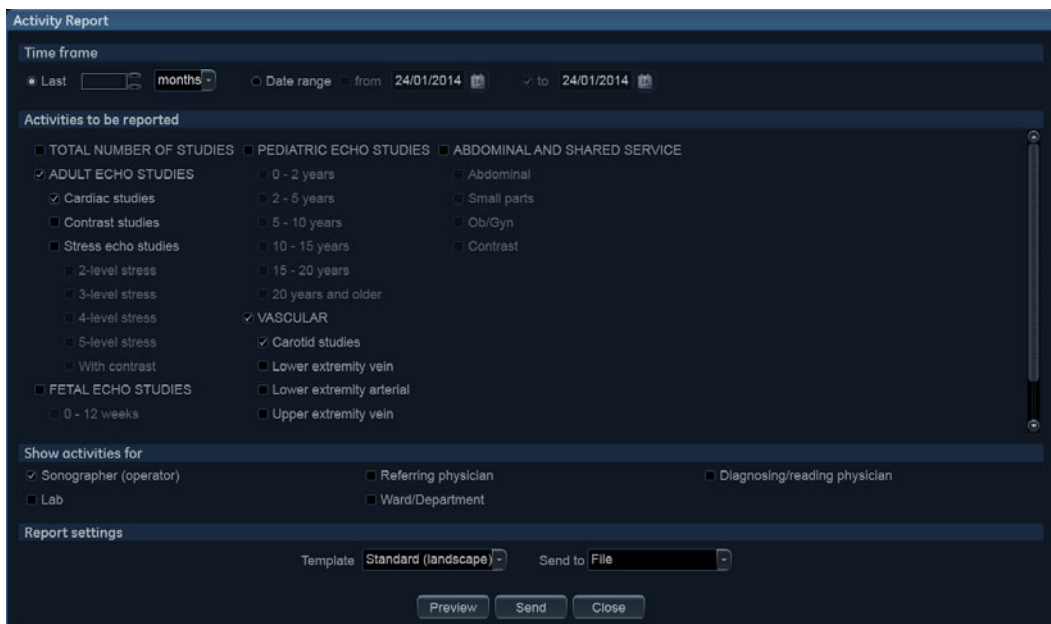 Activity Report
Time frame
Last months Date range from 24/01/2014 to 24/01/2014
Activities to be reported
TOTAL NUMBER OF STUDIES PEDIATRIC ECHO STUDIES ABDOMINAL AND SHARED SERVICE
ADULT ECHO STUDIES 0 - 2 years Abdominal
Cardiac studies 2 - 5 years Small parts
Contrast studies 5 - 10 years Ob/Gyn
Stress echo studies 10 - 15 years Contrast
2-level stress 15 - 20 years
3-level stress 20 years and older
4-level stress VASCULAR
5-level stress Carotid studies
With contrast Lower extremity vein
FETAL ECHO STUDIES Lower extremity arterial
0 - 12 weeks Upper extremity vein
Show activities for
Sonographer (operator) Referring physician Diagnosing/reading physician
Lab Ward/Department
Report settings
Template Standard (landscape) Send to File
Preview Send Close